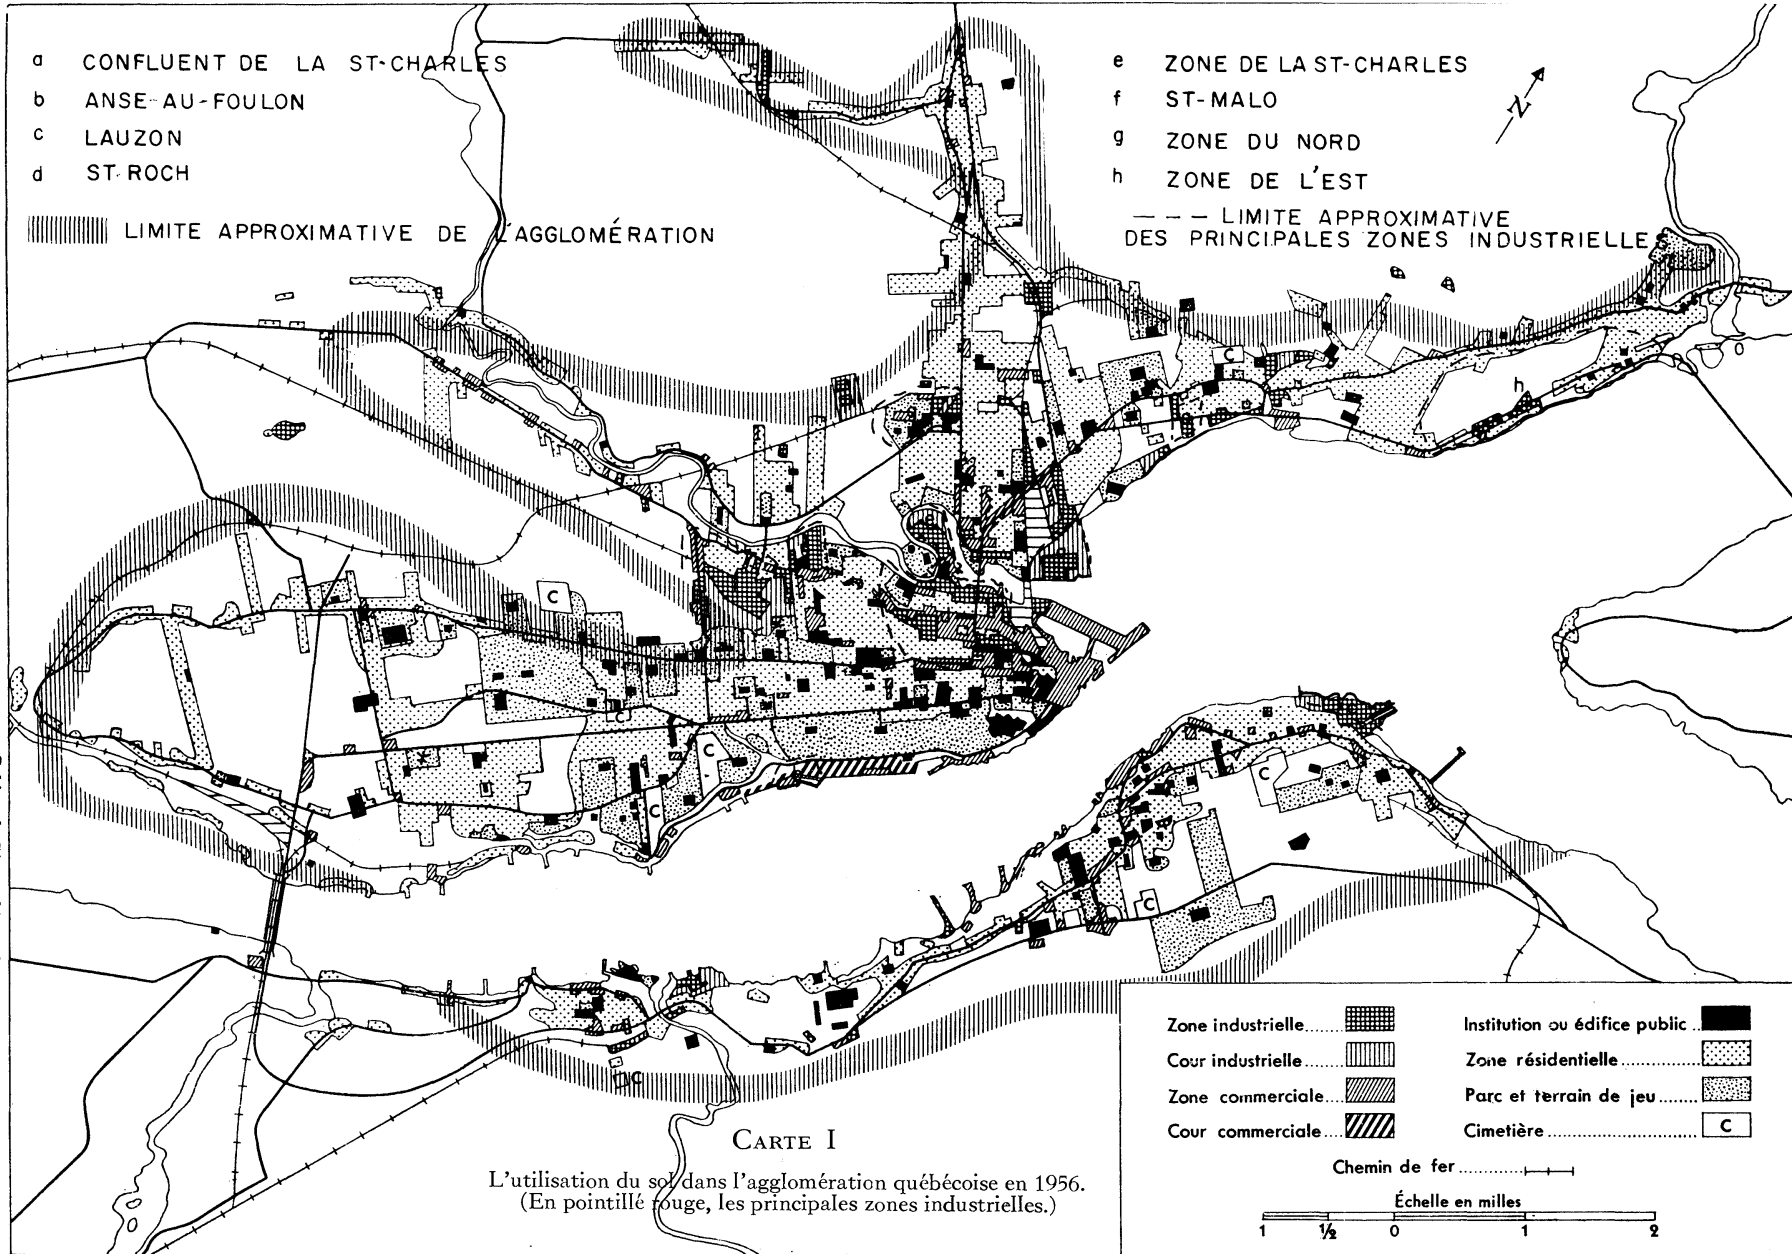 a CONFLUENT DE LA ST-CHARLES
b ANSE-AU-FOULON
c LAUZON
d ST-ROCH
LIMITE APPROXIMATIVE DE L'AGGLOMÉRATION
e ZONE DE LA ST-CHARLES
f ST-MALO
g ZONE DU NORD
h ZONE DE L'EST
--- LIMITE APPROXIMATIVE
DES PRINCIPALES ZONES INDUSTRIELLES
N
C
h
C
C
C
C
C
C
C
a
CARTE I
L'utilisation du sol dans l'agglomération québécoise en 1956.
(En pointillé rouge, les principales zones industrielles.)
Zone industrielle
Cour industrielle
Zone commerciale
Cour commerciale
Institution ou édifice public
Zone résidentielle
Parc et terrain de jeu
Cimetière C
Chemin de fer
Échelle en milles
1 ½ 0 1 2